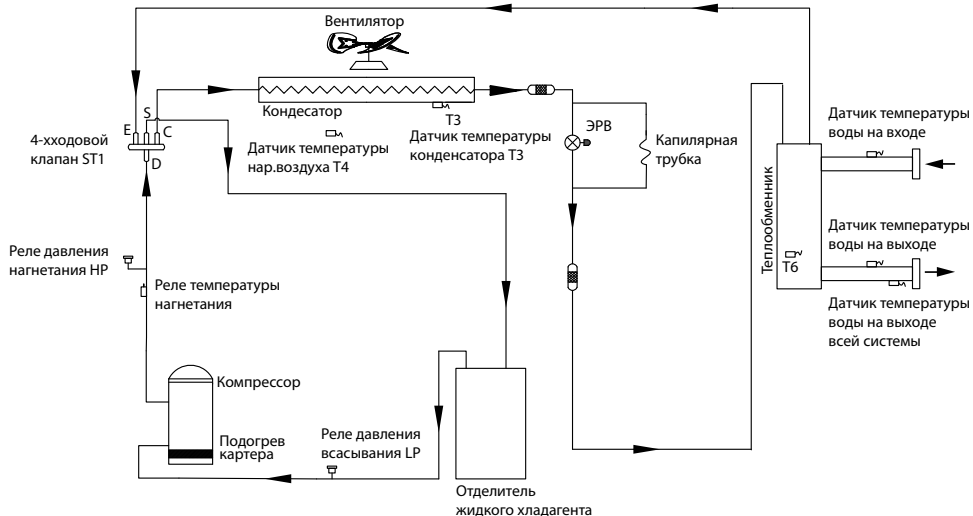 Вентилятор
Кондесатор
T3
Датчик температуры
конденсатора T3
Датчик температуры
нар.воздуха T4
S
E
C
D
4-хходовой
клапан ST1
ЭРВ
Капилярная
трубка
Датчик температуры
воды на входе
Теплообменник
T6
Датчик температуры
воды на выходе
Датчик температуры
воды на выходе
всей системы
Реле давления
нагнетания HP
Реле температуры
нагнетания
Компрессор
Подогрев
картера
Реле давления
всасывания LP
Отделитель
жидкого хладагента